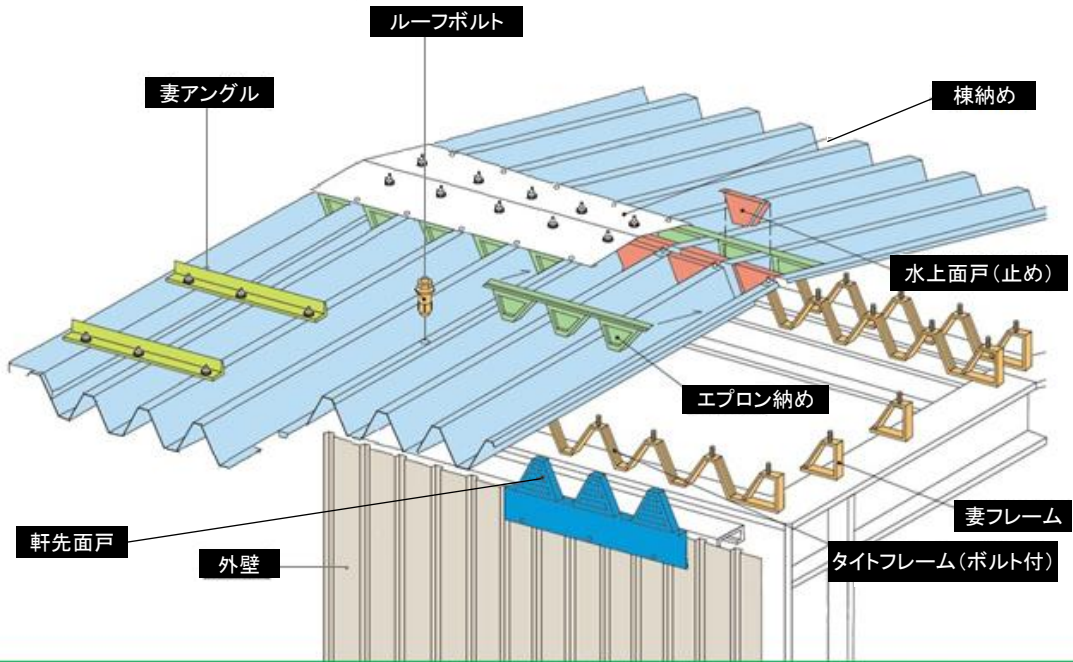 ルーフボルト
妻アングル
棟納め
水上面戸(止め)
エプロン納め
妻フレーム
軒先面戸
外壁
タイトフレーム(ボルト付)